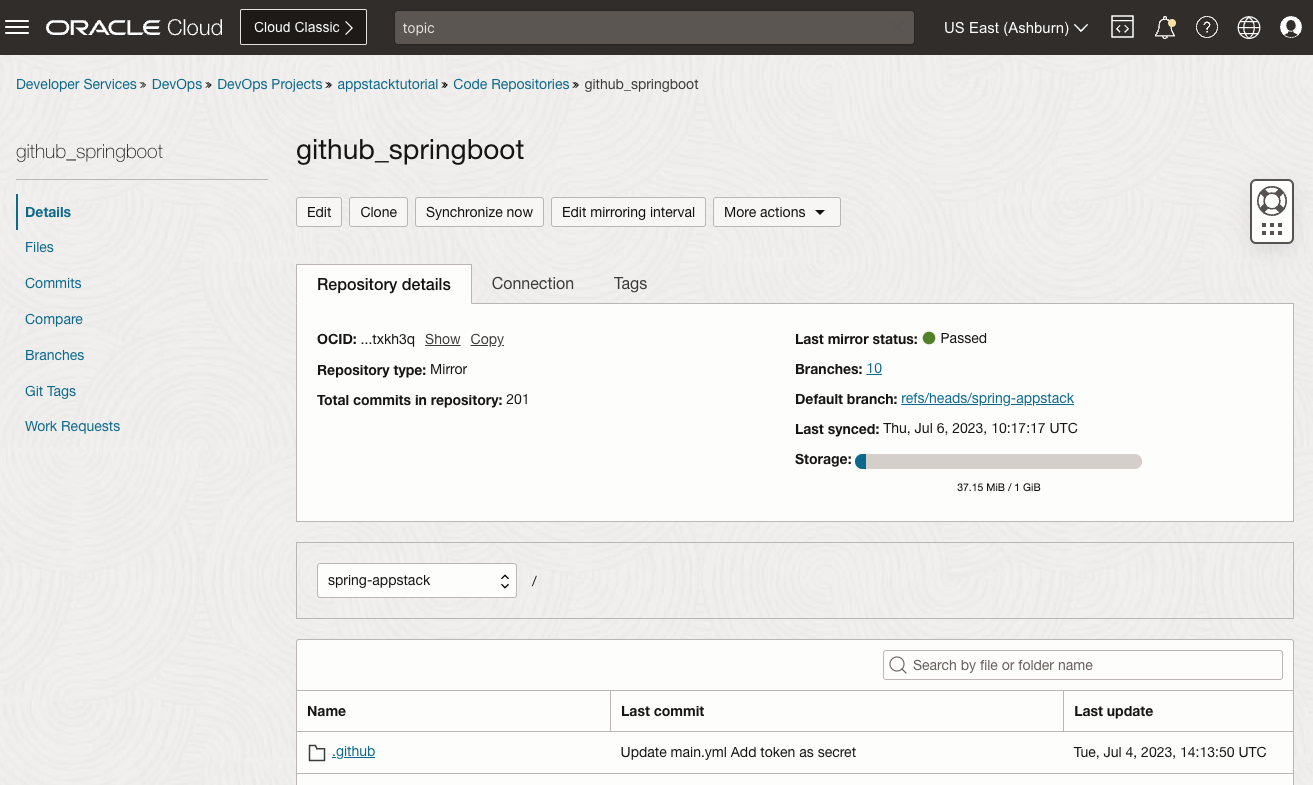 ORACLE Cloud Cloud Classic topic US East (Ashburn)
Developer Services » DevOps » DevOps Projects » appstacktutorial » Code Repositories » github_springboot
github_springboot
Details
Files
Commits
Compare
Branches
Git Tags
Work Requests
github_springboot
Edit Clone Synchronize now Edit mirroring interval More actions
Repository details Connection Tags
OCID: ...txkh3q Show Copy
Repository type: Mirror
Total commits in repository: 201
Last mirror status: Passed
Branches: 10
Default branch: refs/heads/spring-appstack
Last synced: Thu, Jul 6, 2023, 10:17:17 UTC
Storage:
37.15 MiB / 1 GiB
spring-appstack /
Search by file or folder name
Name Last commit Last update
.github Update main.yml Add token as secret Tue, Jul 4, 2023, 14:13:50 UTC